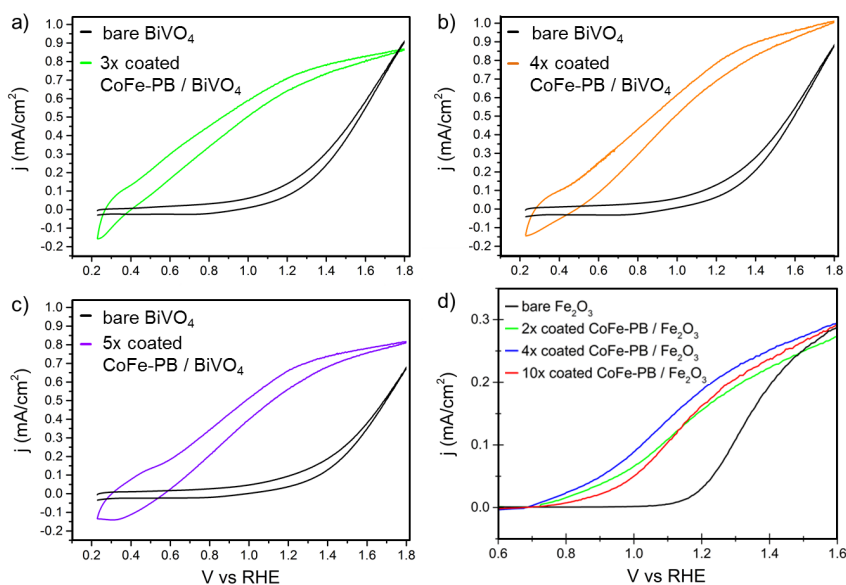 a)
bare BiVO₄
3x coated
CoFe-PB / BiVO₄
j (mA/cm²)
1.0
0.9
0.8
0.7
0.6
0.5
0.4
0.3
0.2
0.1
0.0
-0.1
-0.2
0.2 0.4 0.6 0.8 1.0 1.2 1.4 1.6 1.8
b)
bare BiVO₄
4x coated
CoFe-PB / BiVO₄
j (mA/cm²)
1.0
0.9
0.8
0.7
0.6
0.5
0.4
0.3
0.2
0.1
0.0
-0.1
-0.2
0.2 0.4 0.6 0.8 1.0 1.2 1.4 1.6 1.8
c)
bare BiVO₄
5x coated
CoFe-PB / BiVO₄
j (mA/cm²)
1.0
0.9
0.8
0.7
0.6
0.5
0.4
0.3
0.2
0.1
0.0
-0.1
-0.2
0.2 0.4 0.6 0.8 1.0 1.2 1.4 1.6 1.8
V vs RHE
d)
bare Fe₂O₃
2x coated CoFe-PB / Fe₂O₃
4x coated CoFe-PB / Fe₂O₃
10x coated CoFe-PB / Fe₂O₃
j (mA/cm²)
0.3
0.2
0.1
0.0
0.6 0.8 1.0 1.2 1.4 1.6
V vs RHE